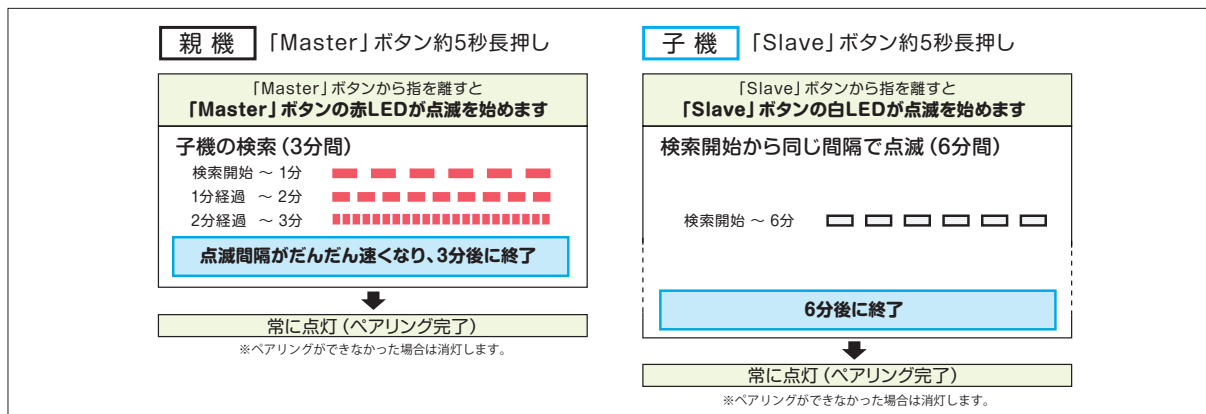 親 機 「Master」ボタン約5秒長押し
「Master」ボタンから指を離すと
「Master」ボタンの赤LEDが点滅を始めます
子機の検索（3分間）
検索開始 ～ 1分
1分経過 ～ 2分
2分経過 ～ 3分
点滅間隔がだんだん速くなり、3分後に終了
常に点灯（ペアリング完了）
※ペアリングができなかった場合は消灯します。
子 機 「Slave」ボタン約5秒長押し
「Slave」ボタンから指を離すと
「Slave」ボタンの白LEDが点滅を始めます
検索開始から同じ間隔で点滅（6分間）
検索開始 ～ 6分
6分後に終了
常に点灯（ペアリング完了）
※ペアリングができなかった場合は消灯します。